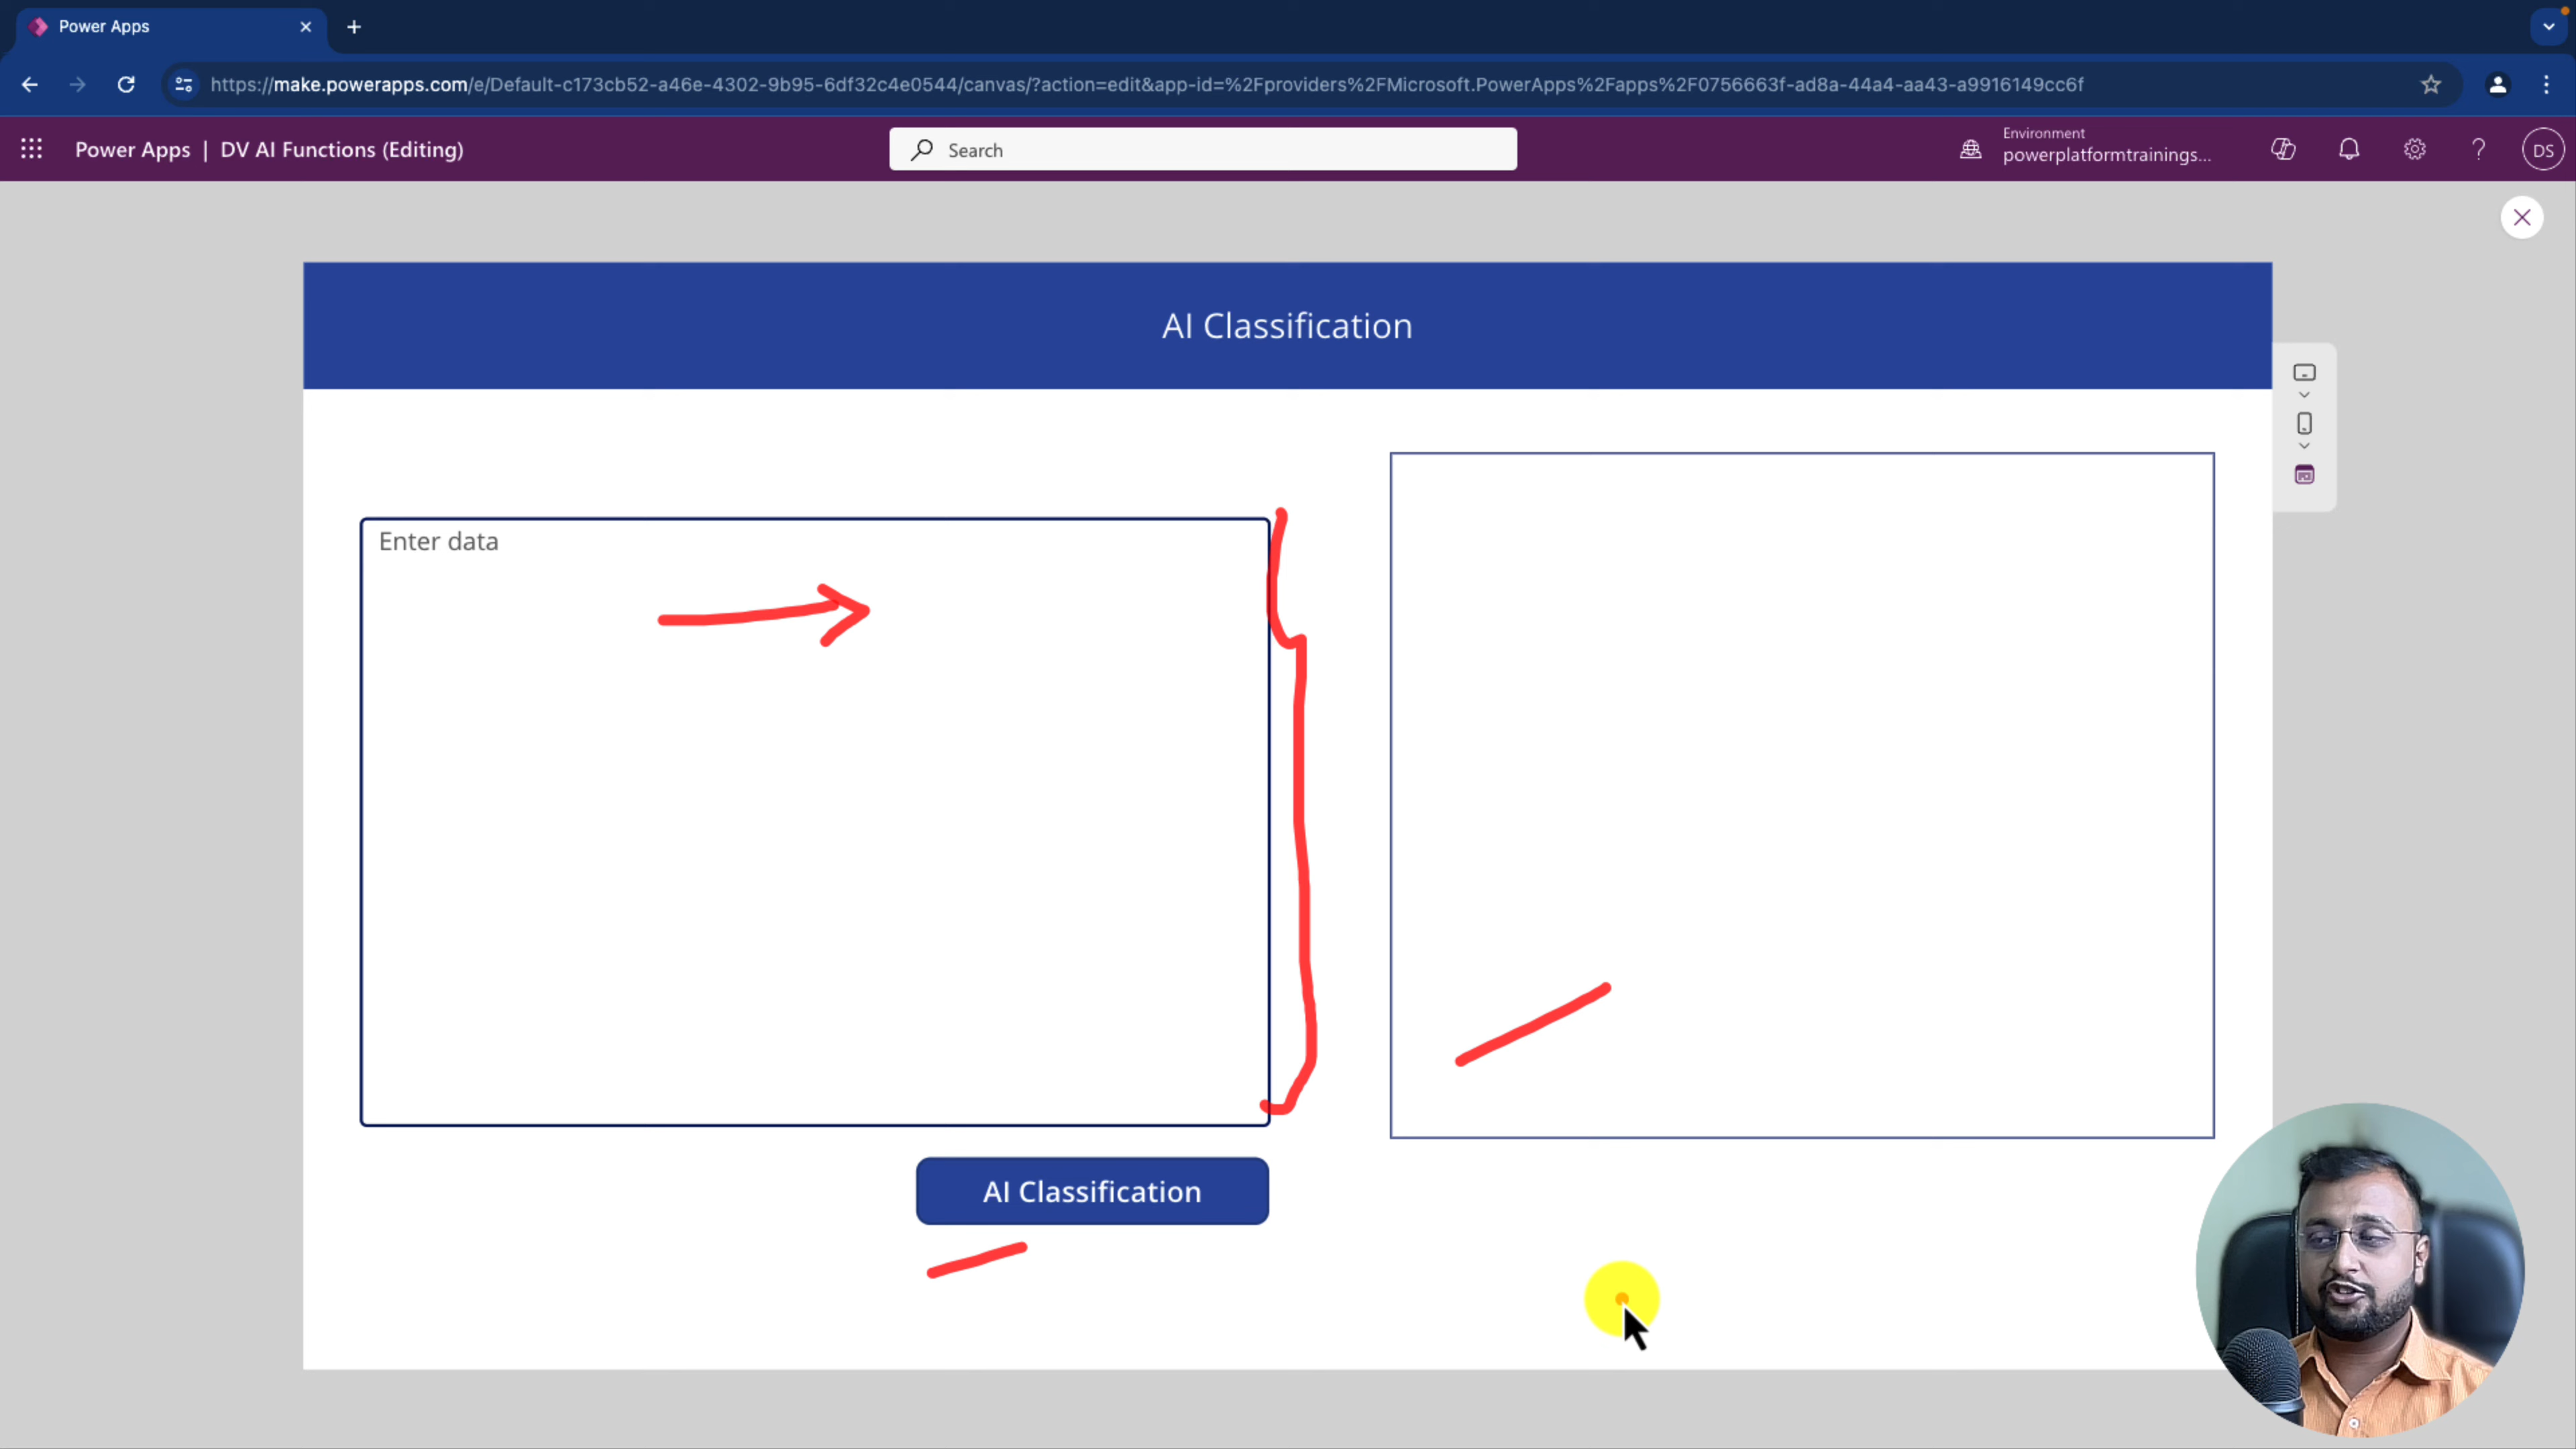 Power Apps
https://make.powerapps.com/e/Default-c173cb52-a46e-4302-9b95-6df32c4e0544/canvas/?action=edit&app-id=%2Fproviders%2FMicrosoft.PowerApps%2Fapps%2F0756663f-ad8a-44a4-aa43-a9916149cc6f
Power Apps | DV AI Functions (Editing)
Search
Environment
powerplatformtrainings...
DS
AI Classification
Enter data
AI Classification